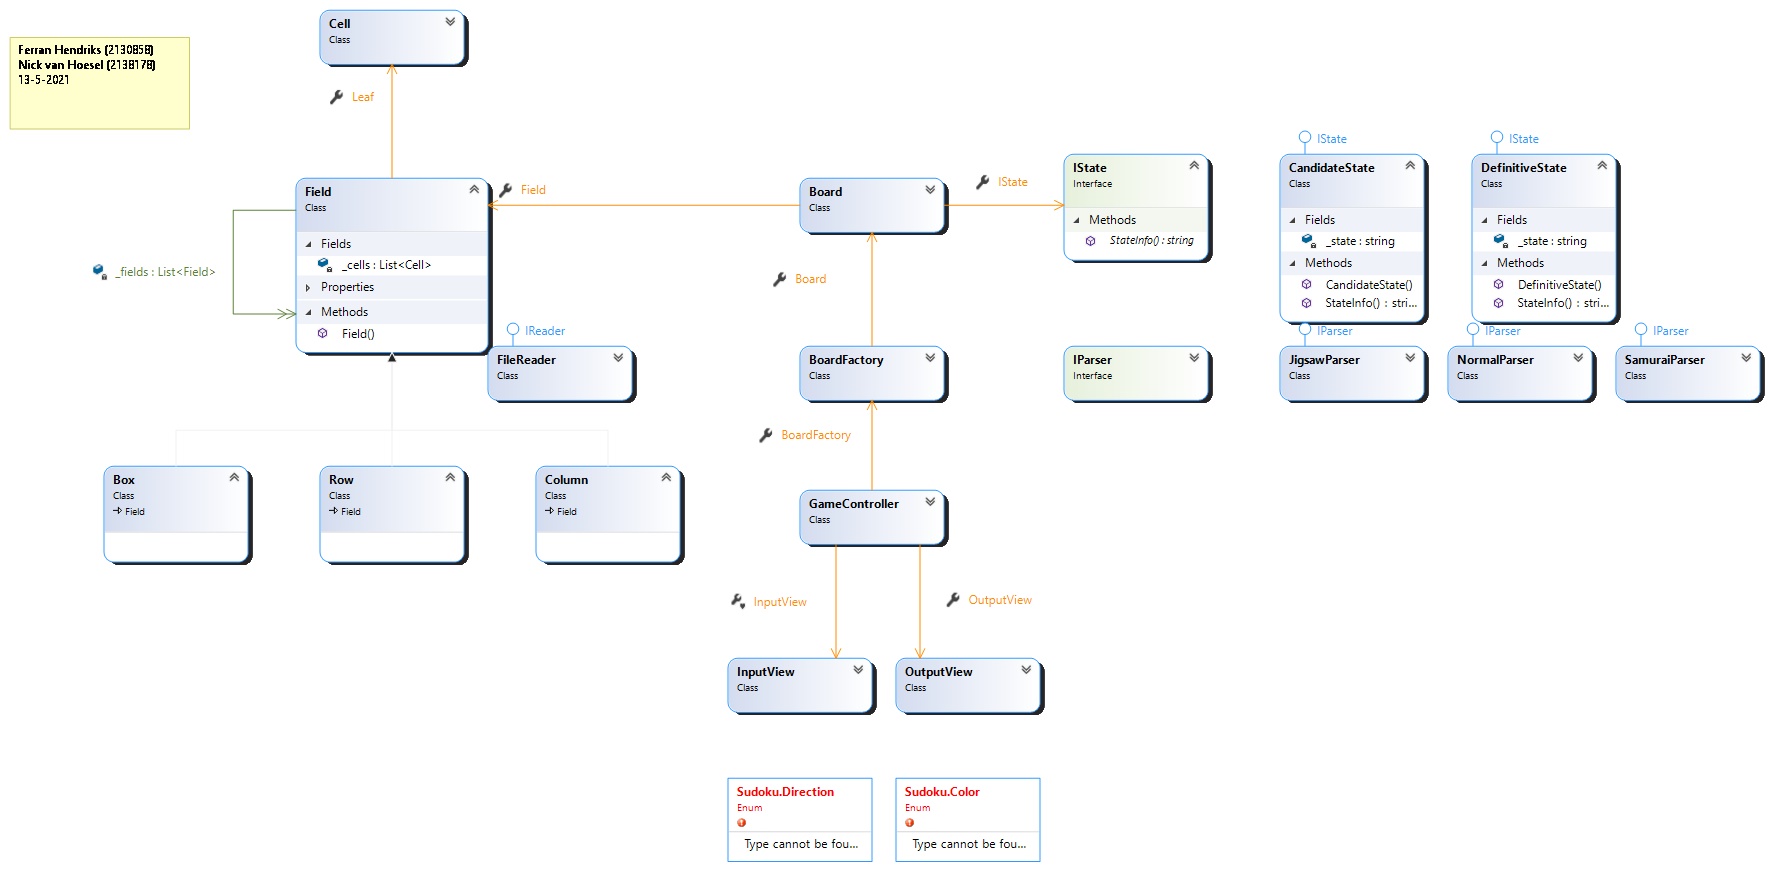 Ferran Hendriks (2130858)
Nick van Hoesel (2138178)
13-5-2021
Cell
Class
Leaf
Field
Class
Fields
_cells : List<Cell>
Properties
Methods
Field()
_fields : List<Field>
Field
Board
Class
IState
IState
Interface
Methods
StateInfo() : string
IState
CandidateState
Class
Fields
_state : string
Methods
CandidateState()
StateInfo() : stri...
IState
DefinitiveState
Class
Fields
_state : string
Methods
DefinitiveState()
StateInfo() : stri...
Board
IReader
FileReader
Class
BoardFactory
Class
IParser
Interface
IParser
JigsawParser
Class
IParser
NormalParser
Class
IParser
SamuraiParser
Class
BoardFactory
Box
Class
Field
Row
Class
Field
Column
Class
Field
GameController
Class
InputView
OutputView
InputView
Class
OutputView
Class
Sudoku.Direction
Enum
Type cannot be fou...
Sudoku.Color
Enum
Type cannot be fou...